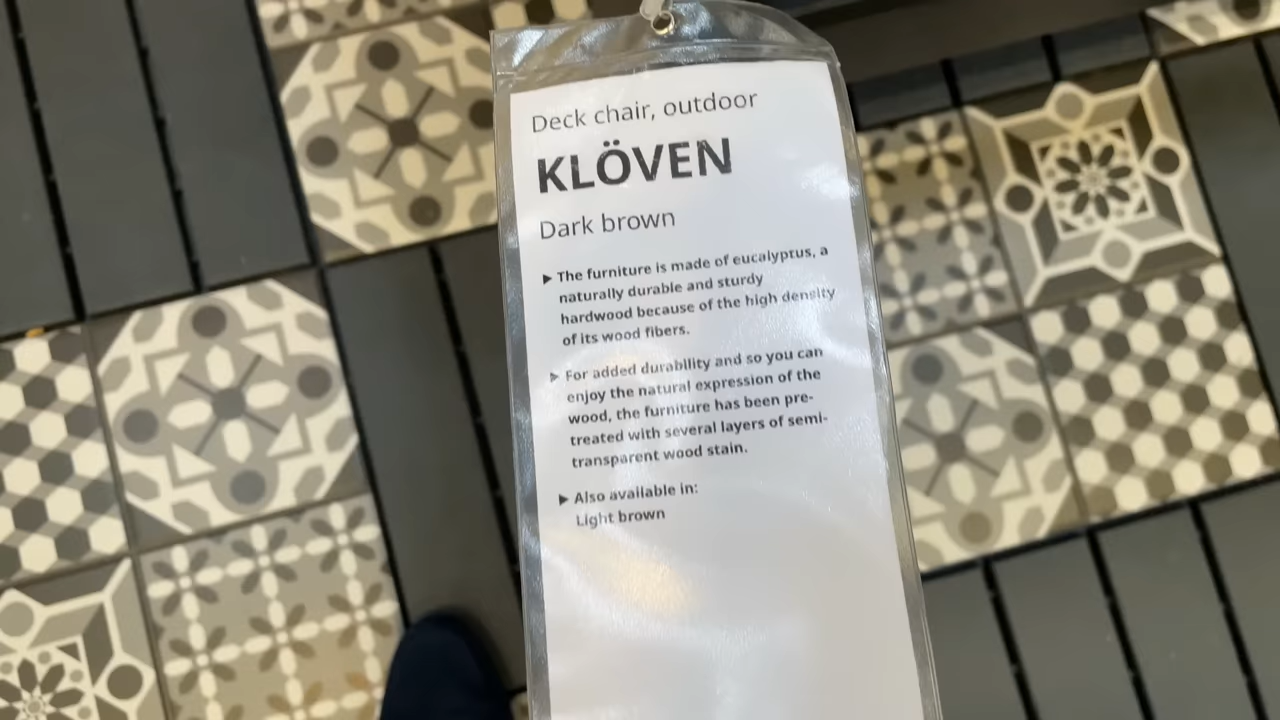 Deck chair, outdoor
KLÖVEN
Dark brown
▶ The furniture is made of eucalyptus, a
naturally durable and sturdy
hardwood because of the high density
of its wood fibers.
▶ For added durability and so you can
enjoy the natural expression of the
wood, the furniture has been pre-
treated with several layers of semi-
transparent wood stain.
▶ Also available in:
Light brown